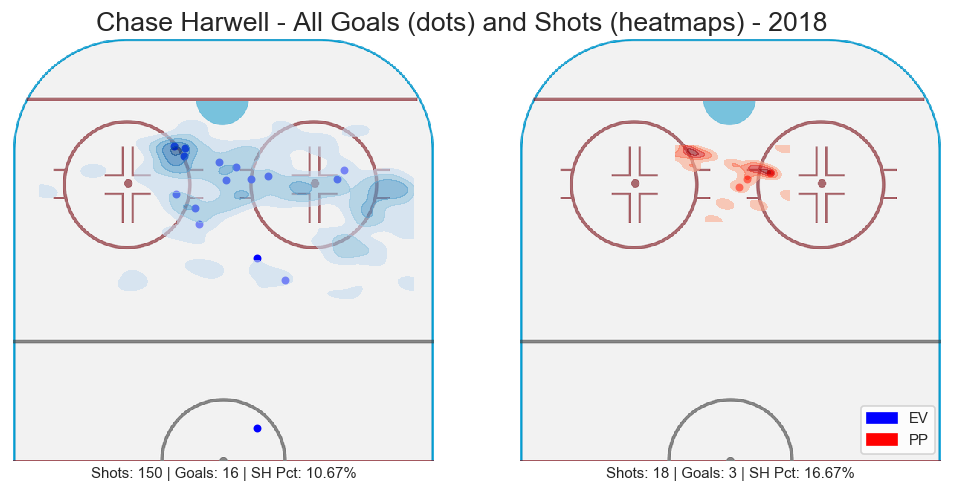 Chase Harwell - All Goals (dots) and Shots (heatmaps) - 2018
EV
PP
Shots: 150 | Goals: 16 | SH Pct: 10.67%
Shots: 18 | Goals: 3 | SH Pct: 16.67%